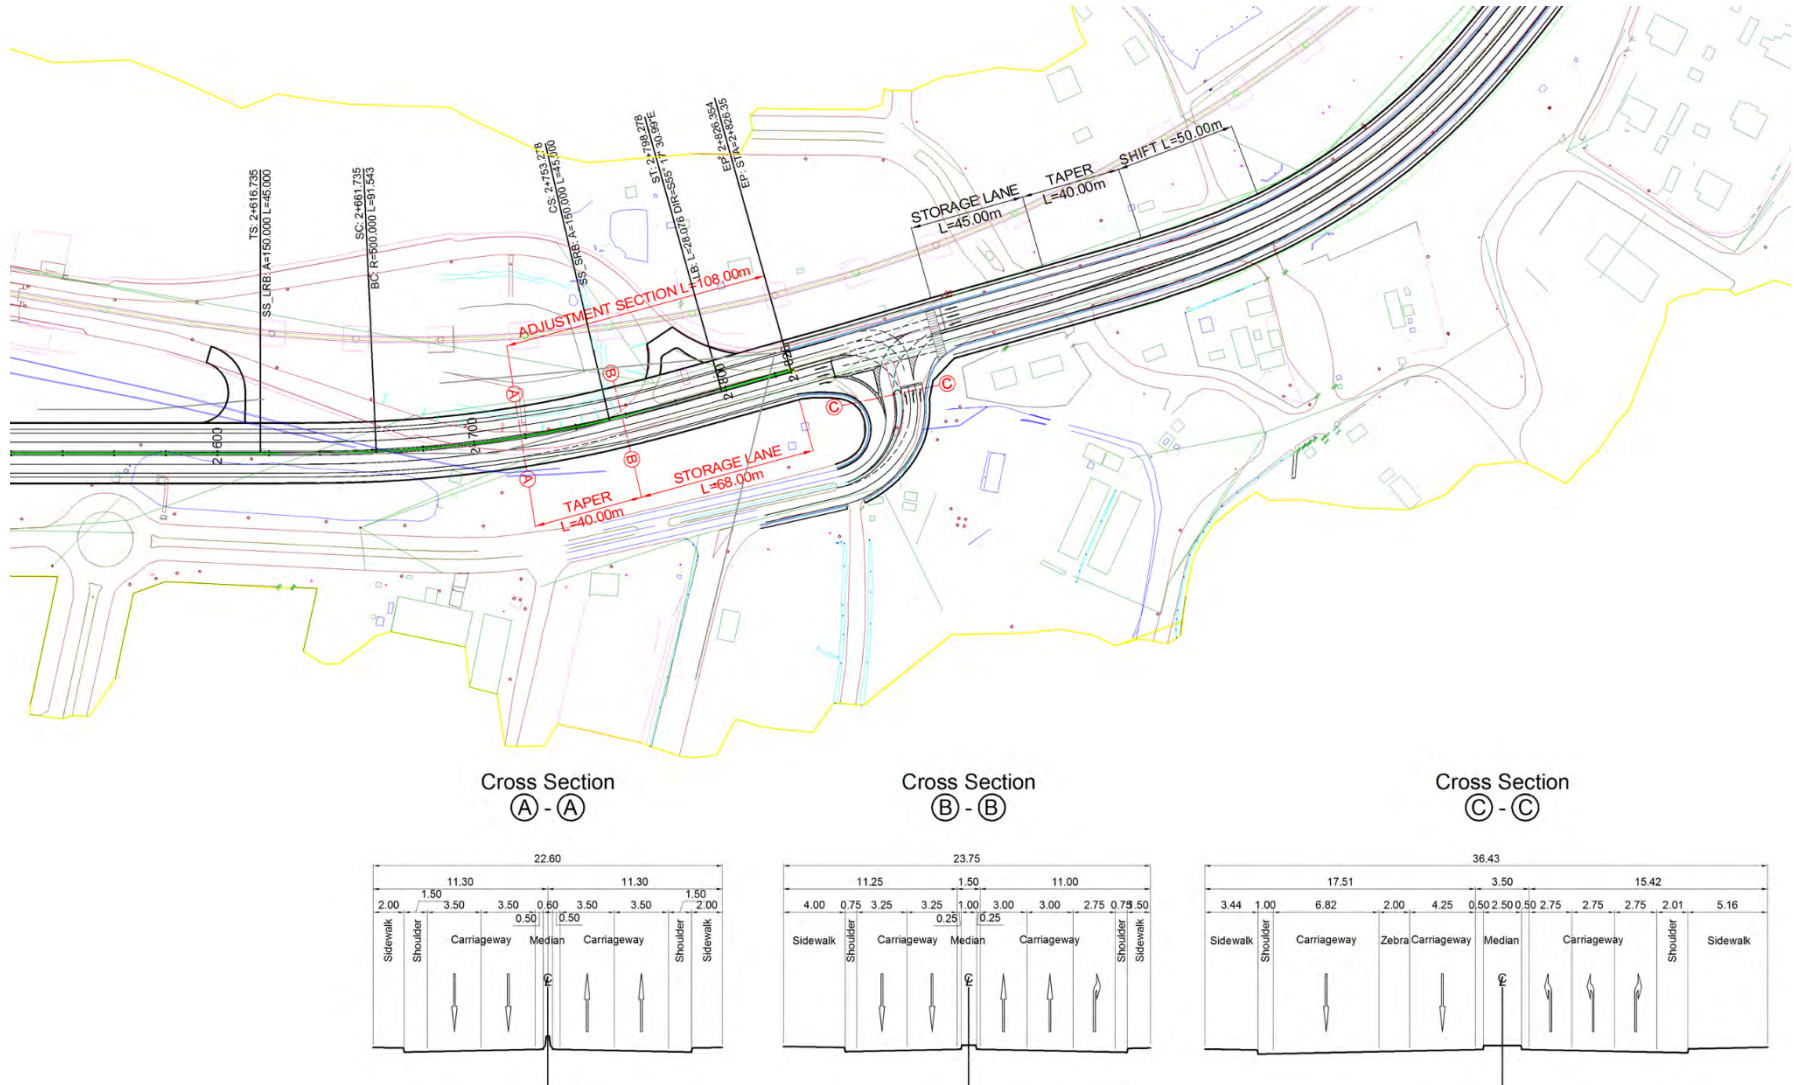 TS: 2+616.735
SS_LRB: A=150.000 L=45.000
SC: 2+661.735
BC: R=500.000 L=91.543
CS: 2+753.278
SS_SRB: A=150.000 L=45.000
ST: 2+798.278
LB: L=28.076 DIR=S55° 17' 30.99"E
EP: 2+826.354
EP: STA=2+826.35
STORAGE LANE
L=45.00m
TAPER
L=40.00m
SHIFT L=50.00m
ADJUSTMENT SECTION L=108.00m
A
B
C
C
2+600
2+700
2+800
A
B
STORAGE LANE
L=68.00m
TAPER
L=40.00m
Cross Section
A - A
22.60
11.30 11.30
1.50 1.50
2.00 3.50 3.50 0.60 3.50 3.50 2.00
0.50 0.50
Sidewalk Shoulder Carriageway Median Carriageway Shoulder Sidewalk
Cross Section
B - B
23.75
11.25 1.50 11.00
4.00 0.75 3.25 3.25 1.00 3.00 3.00 2.75 0.75 1.50
0.25 0.25
Sidewalk Shoulder Carriageway Median Carriageway Shoulder Sidewalk
Cross Section
C - C
36.43
17.51 3.50 15.42
3.44 1.00 6.82 2.00 4.25 0.50 2.50 0.50 2.75 2.75 2.75 2.01 5.16
Sidewalk Shoulder Carriageway Zebra Carriageway Median Carriageway Shoulder Sidewalk